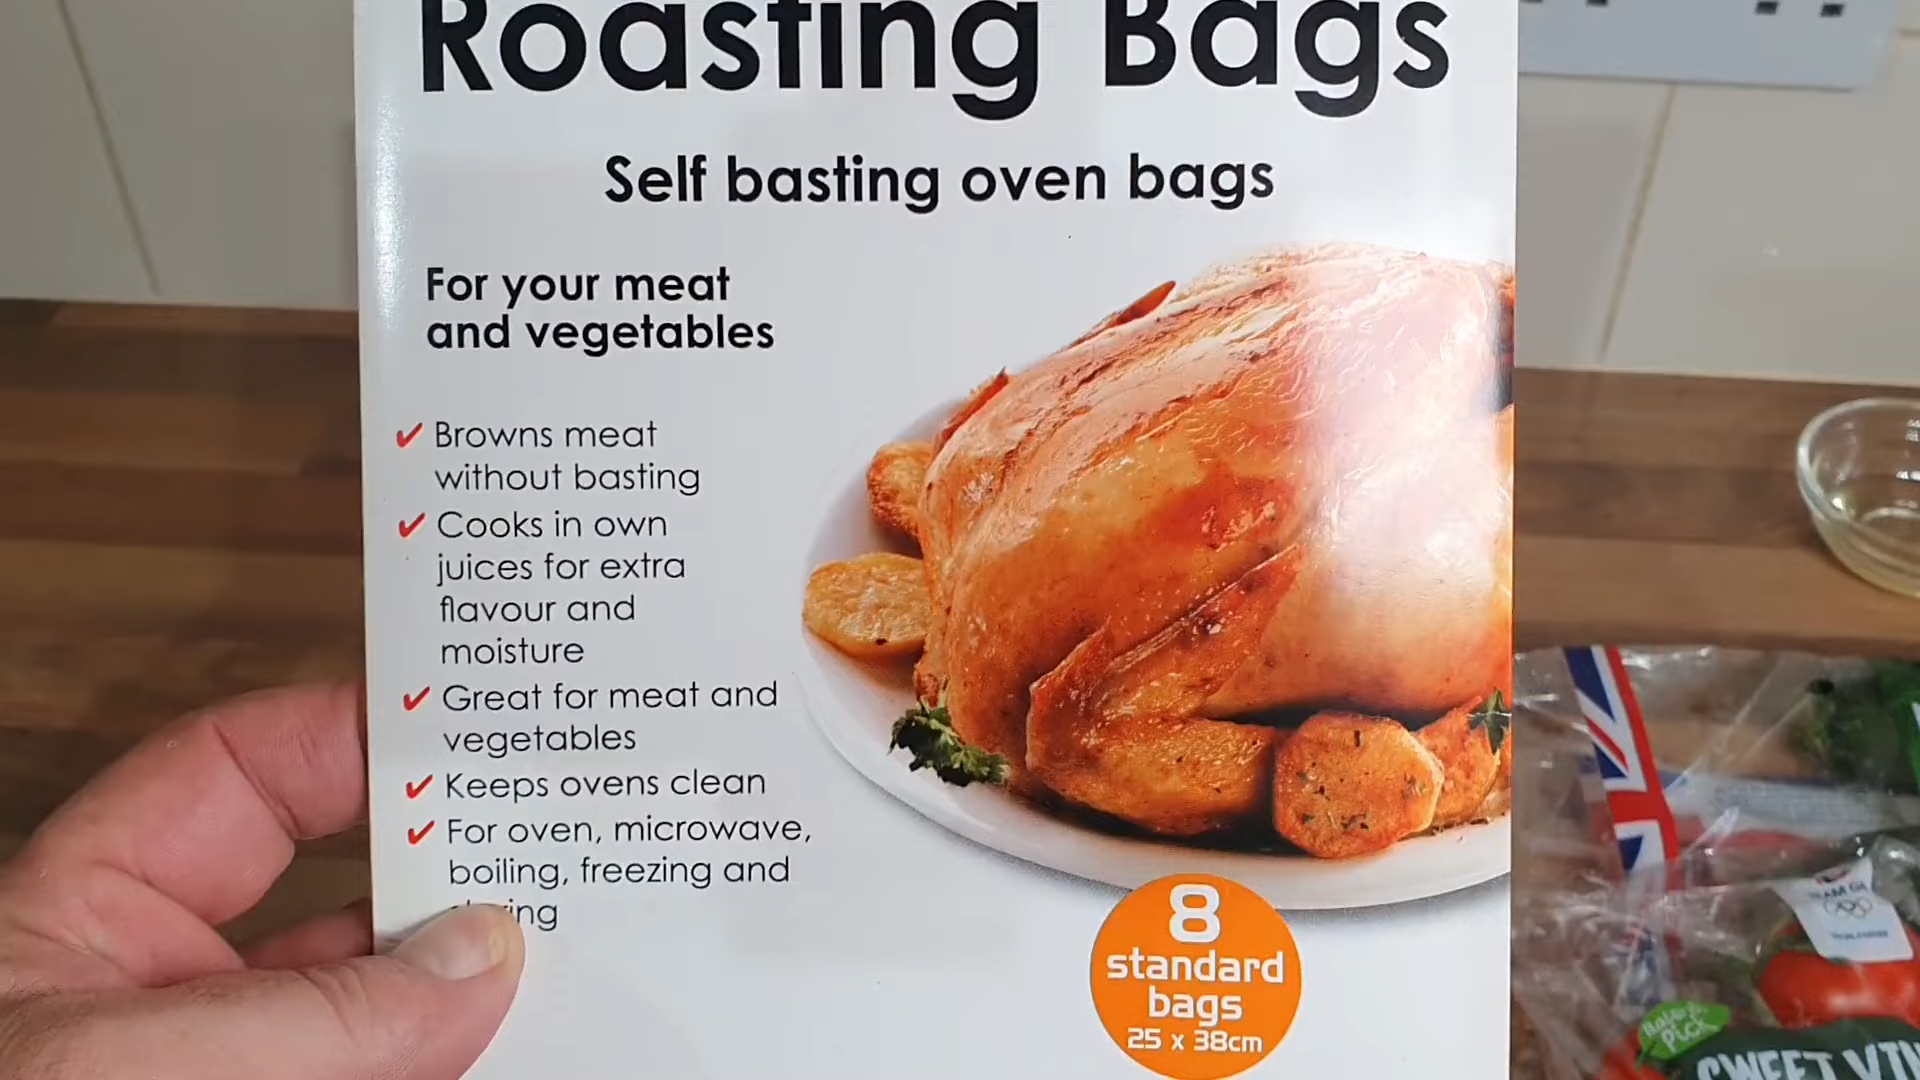 Roasting Bags
Self basting oven bags
For your meat
and vegetables
Browns meat
without basting
Cooks in own
juices for extra
flavour and
moisture
Great for meat and
vegetables
Keeps ovens clean
For oven, microwave,
boiling, freezing and
8
standard
bags
25 x 38cm
SWEET